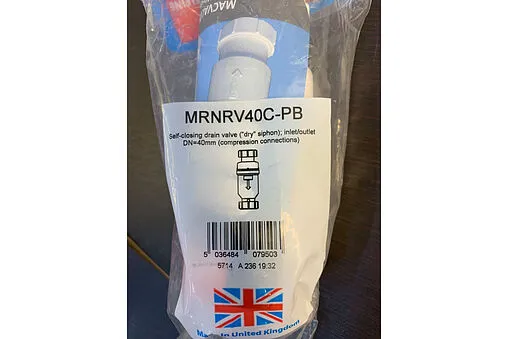 MACVAL
MRNRV40C-PB
Self-closing drain valve ("dry" siphon); inlet/outlet
DN=40mm (compression connections)
5 036484 079503
5714 A 236 19:32
Made in United Kingdom